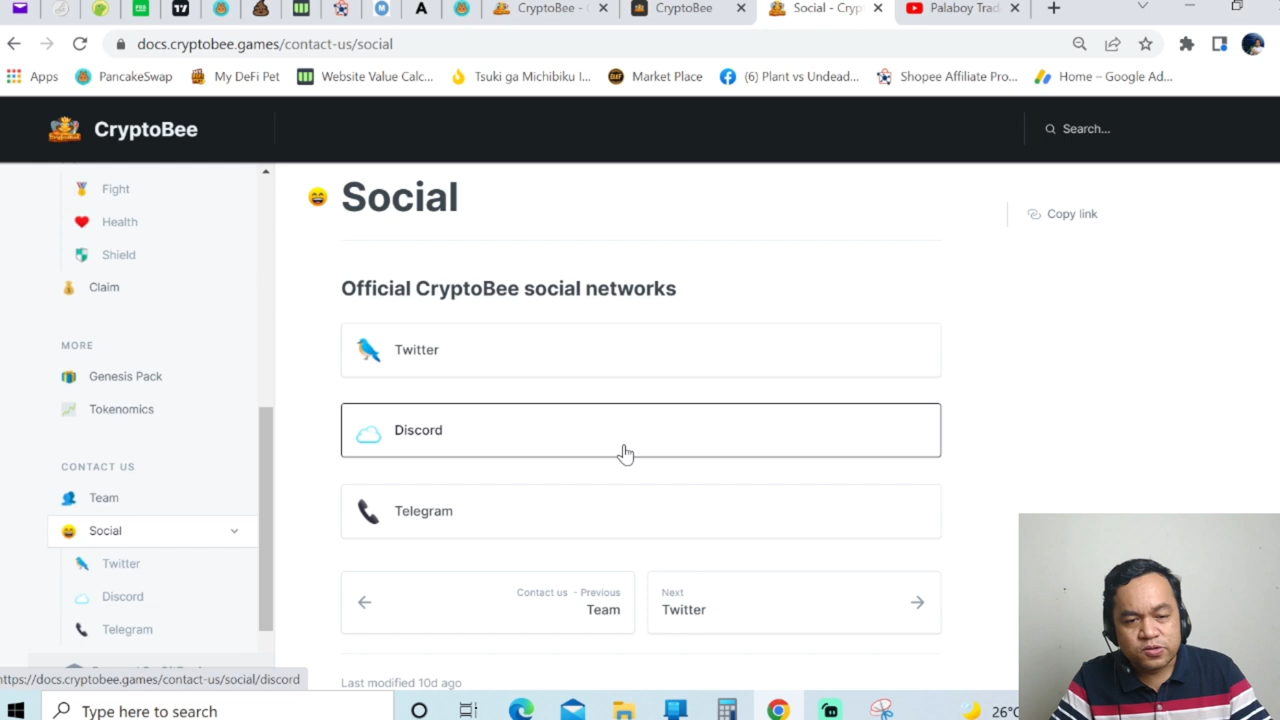 CryptoBee - C
CryptoBee
Social - Cryp
Palaboy Trad
docs.cryptobee.games/contact-us/social
Apps
PancakeSwap
My DeFi Pet
Website Value Calc...
Tsuki ga Michibiku I...
Market Place
(6) Plant vs Undead...
Shopee Affiliate Pro...
Home – Google Ad...
CryptoBee
Search...
Fight
Health
Shield
Claim
MORE
Genesis Pack
Tokenomics
CONTACT US
Team
Social
Twitter
Discord
Telegram
Social
Copy link
Official CryptoBee social networks
Twitter
Discord
Telegram
Contact us - Previous
Team
Next
Twitter
Last modified 10d ago
https://docs.cryptobee.games/contact-us/social/discord
Type here to search
26°C